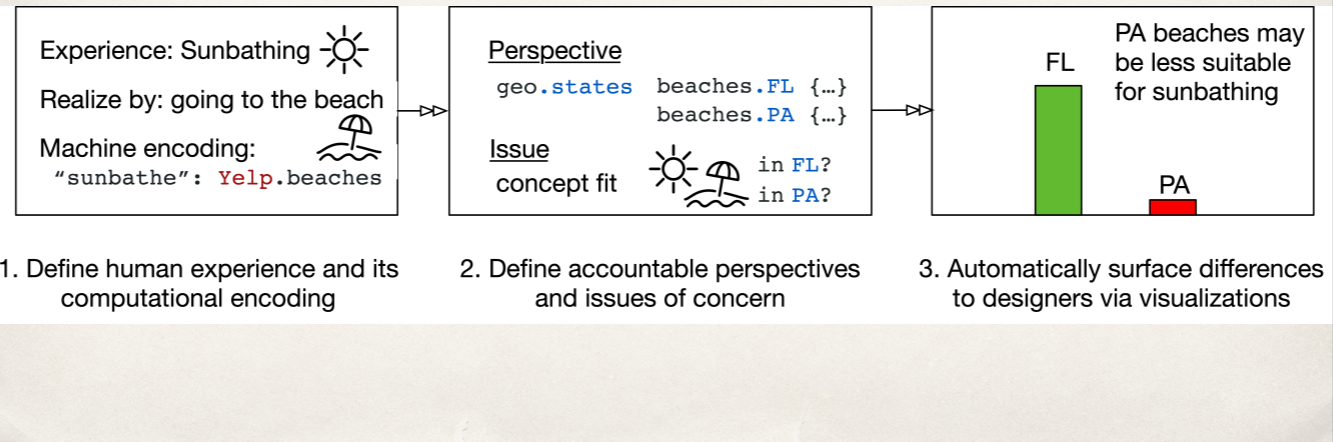 Experience: Sunbathing
Realize by: going to the beach
Machine encoding:
“sunbathe”: Yelp.beaches
Perspective
geo.states beaches.FL {…}
beaches.PA {…}
Issue
concept fit
in FL?
in PA?
PA beaches may
be less suitable
for sunbathing
FL
PA
1. Define human experience and its
computational encoding
2. Define accountable perspectives
and issues of concern
3. Automatically surface differences
to designers via visualizations